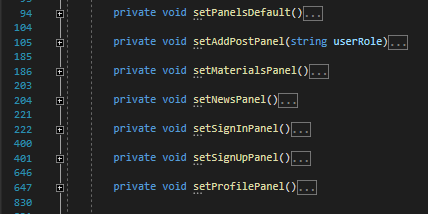 94 private void setPanelsDefault()...
104
105 private void setAddPostPanel(string userRole)...
185
186 private void setMaterialsPanel()...
203
204 private void setNewsPanel()...
221
222 private void setSignInPanel()...
400
401 private void setSignUpPanel()...
646
647 private void setProfilePanel()...
830